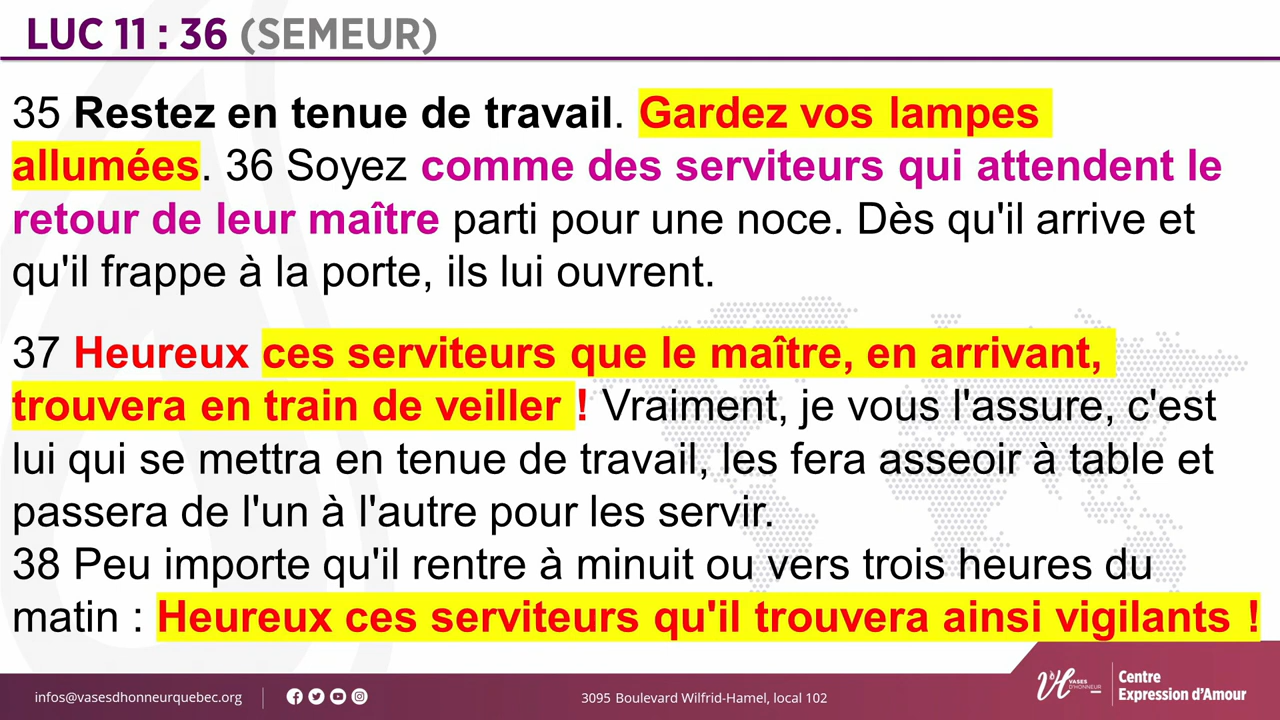 LUC 11 : 36 (SEMEUR)
35 Restez en tenue de travail. Gardez vos lampes
allumées. 36 Soyez comme des serviteurs qui attendent le
retour de leur maître parti pour une noce. Dès qu'il arrive et
qu'il frappe à la porte, ils lui ouvrent.
37 Heureux ces serviteurs que le maître, en arrivant,
trouvera en train de veiller ! Vraiment, je vous l'assure, c'est
lui qui se mettra en tenue de travail, les fera asseoir à table et
passera de l'un à l'autre pour les servir.
38 Peu importe qu'il rentre à minuit ou vers trois heures du
matin : Heureux ces serviteurs qu'il trouvera ainsi vigilants !
infos@vasesdhonneurquebec.org
3095 Boulevard Wilfrid-Hamel, local 102
VASES
D'HONNEUR
Centre
Expression d'Amour